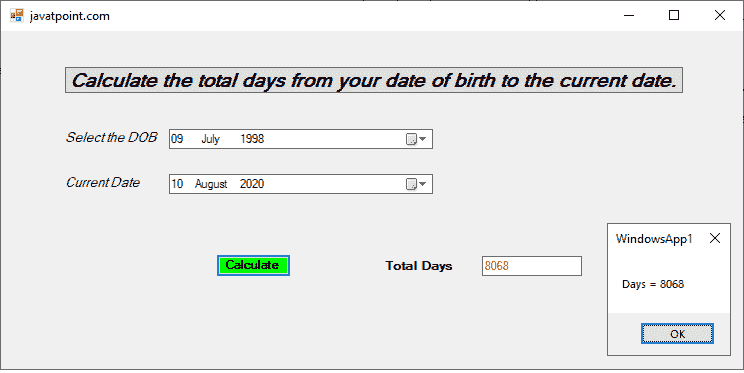 javatpoint.com
Calculate the total days from your date of birth to the current date.
Select the DOB 09 July 1998
Current Date 10 August 2020
Calculate Total Days 8068
WindowsApp1
Days = 8068
OK